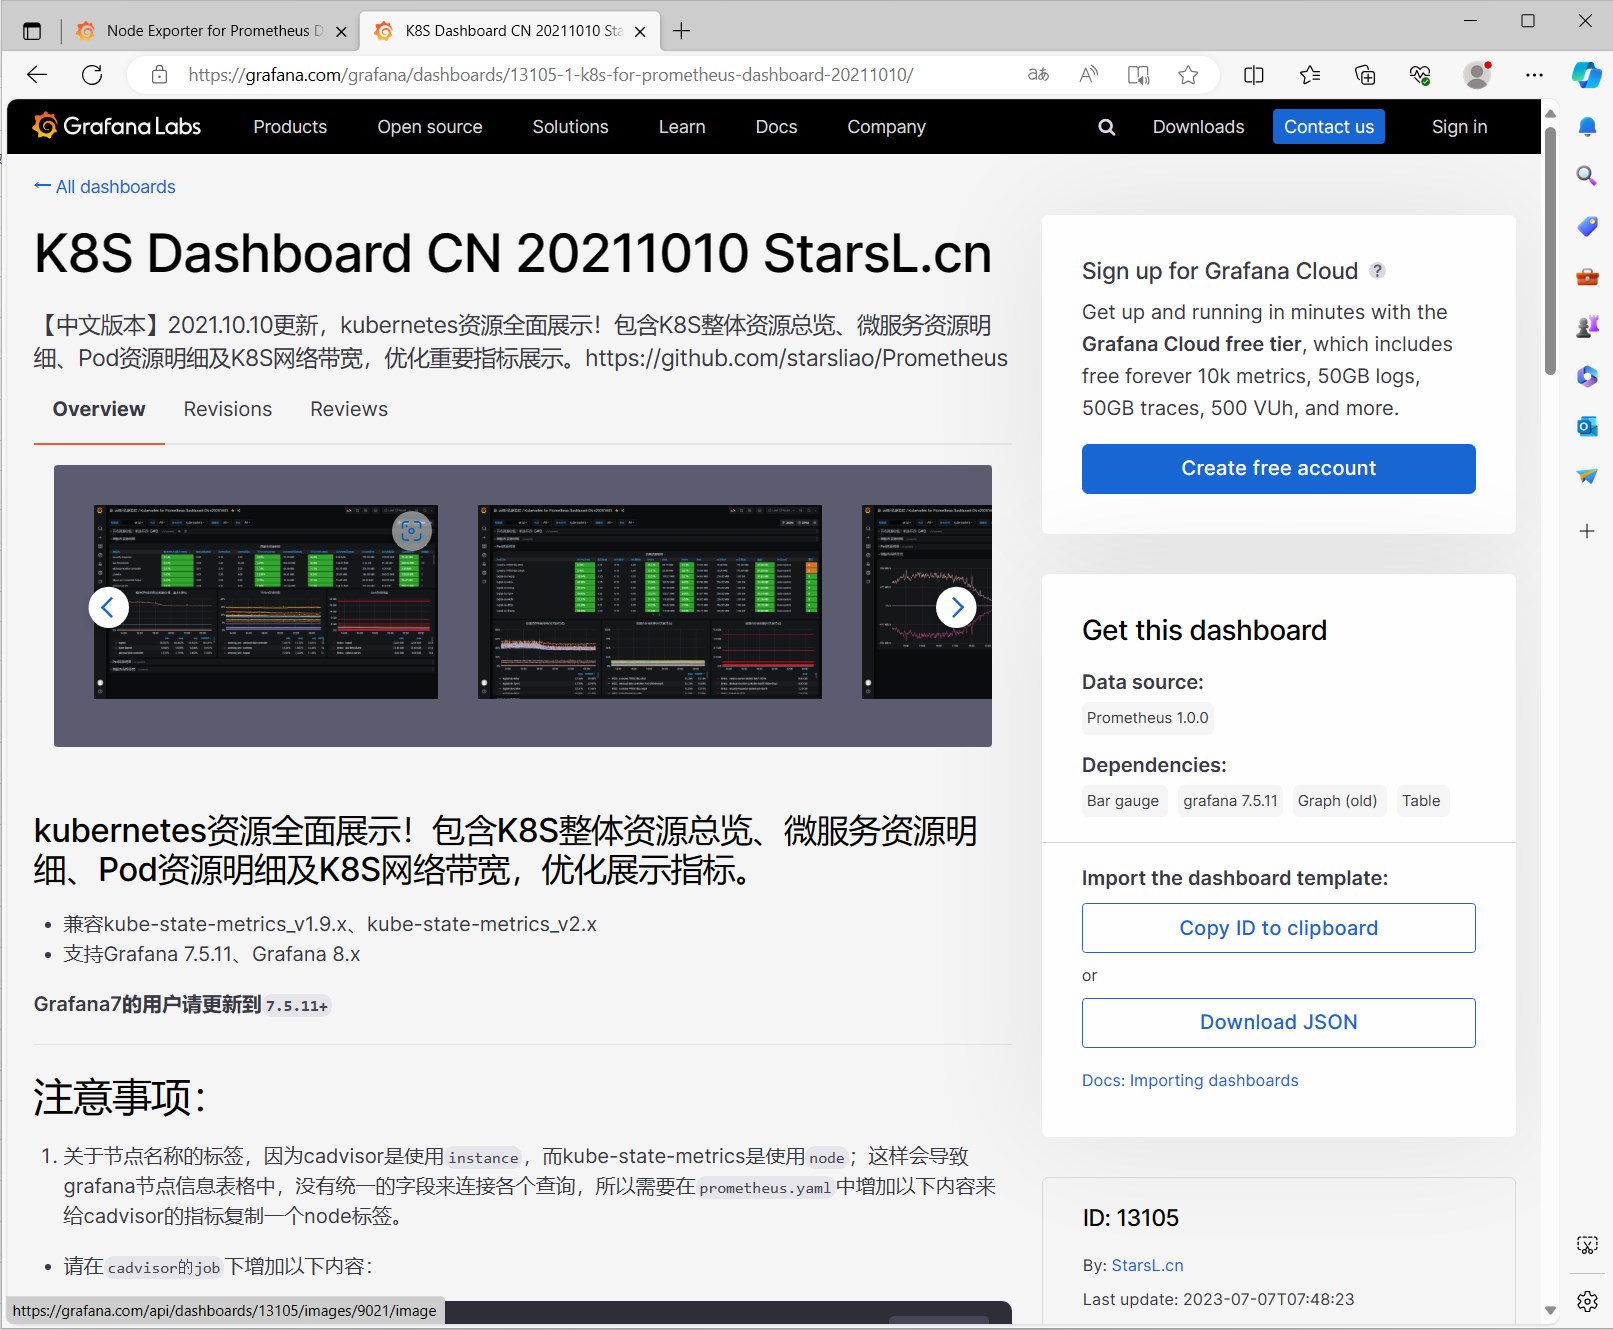 Node Exporter for Prometheus D
K8S Dashboard CN 20211010 Sta
https://grafana.com/grafana/dashboards/13105-1-k8s-for-prometheus-dashboard-20211010/
Grafana Labs
Products
Open source
Solutions
Learn
Docs
Company
Downloads
Contact us
Sign in
← All dashboards
K8S Dashboard CN 20211010 StarsL.cn
【中文版本】2021.10.10更新，kubernetes资源全面展示！包含K8S整体资源总览、微服务资源明
细、Pod资源明细及K8S网络带宽，优化重要指标展示。https://github.com/starsliao/Prometheus
Overview
Revisions
Reviews
kubernetes资源全面展示！包含K8S整体资源总览、微服务资源明
细、Pod资源明细及K8S网络带宽，优化展示指标。
• 兼容kube-state-metrics_v1.9.x、kube-state-metrics_v2.x
• 支持Grafana 7.5.11、Grafana 8.x
Grafana7的用户请更新到 7.5.11+
注意事项：
1. 关于节点名称的标签，因为cadvisor是使用 instance ，而kube-state-metrics是使用 node ；这样会导致
grafana节点信息表格中，没有统一的字段来连接各个查询，所以需要在 prometheus.yaml 中增加以下内容来
给cadvisor的指标复制一个node标签。
• 请在 cadvisor的job 下增加以下内容：
https://grafana.com/api/dashboards/13105/images/9021/image
Sign up for Grafana Cloud ?
Get up and running in minutes with the
Grafana Cloud free tier, which includes
free forever 10k metrics, 50GB logs,
50GB traces, 500 VUh, and more.
Create free account
Get this dashboard
Data source:
Prometheus 1.0.0
Dependencies:
Bar gauge
grafana 7.5.11
Graph (old)
Table
Import the dashboard template:
Copy ID to clipboard
or
Download JSON
Docs: Importing dashboards
ID: 13105
By: StarsL.cn
Last update: 2023-07-07T07:48:23